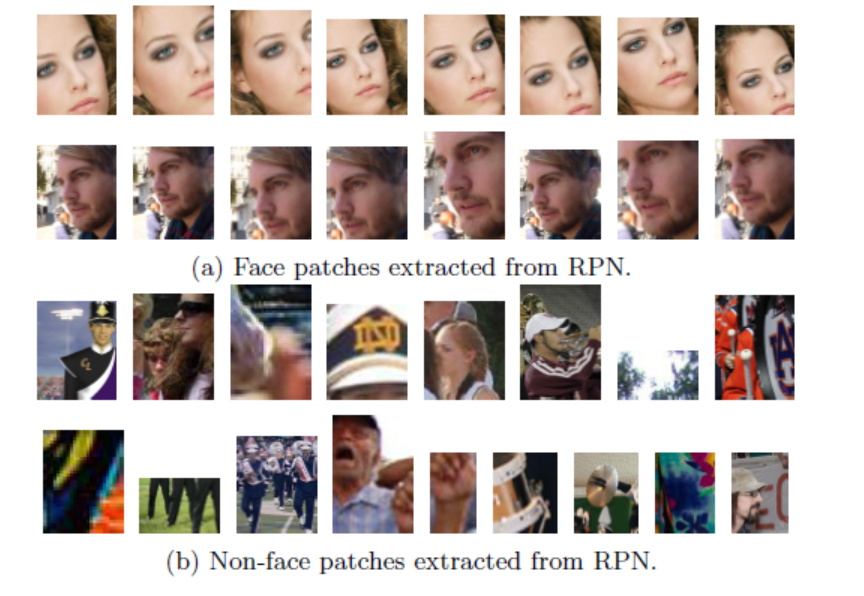 (a) Face patches extracted from RPN.
(b) Non-face patches extracted from RPN.